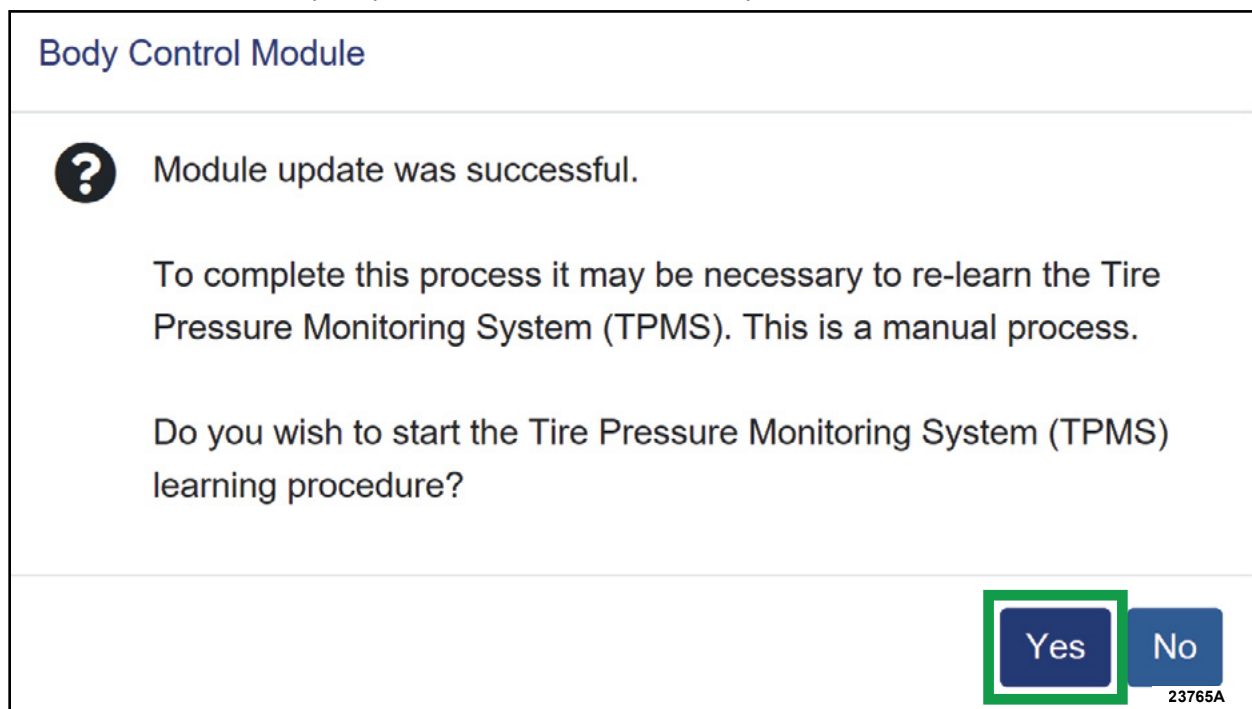 Body Control Module
Module update was successful.
To complete this process it may be necessary to re-learn the Tire
Pressure Monitoring System (TPMS). This is a manual process.
Do you wish to start the Tire Pressure Monitoring System (TPMS)
learning procedure?
Yes No
23765A